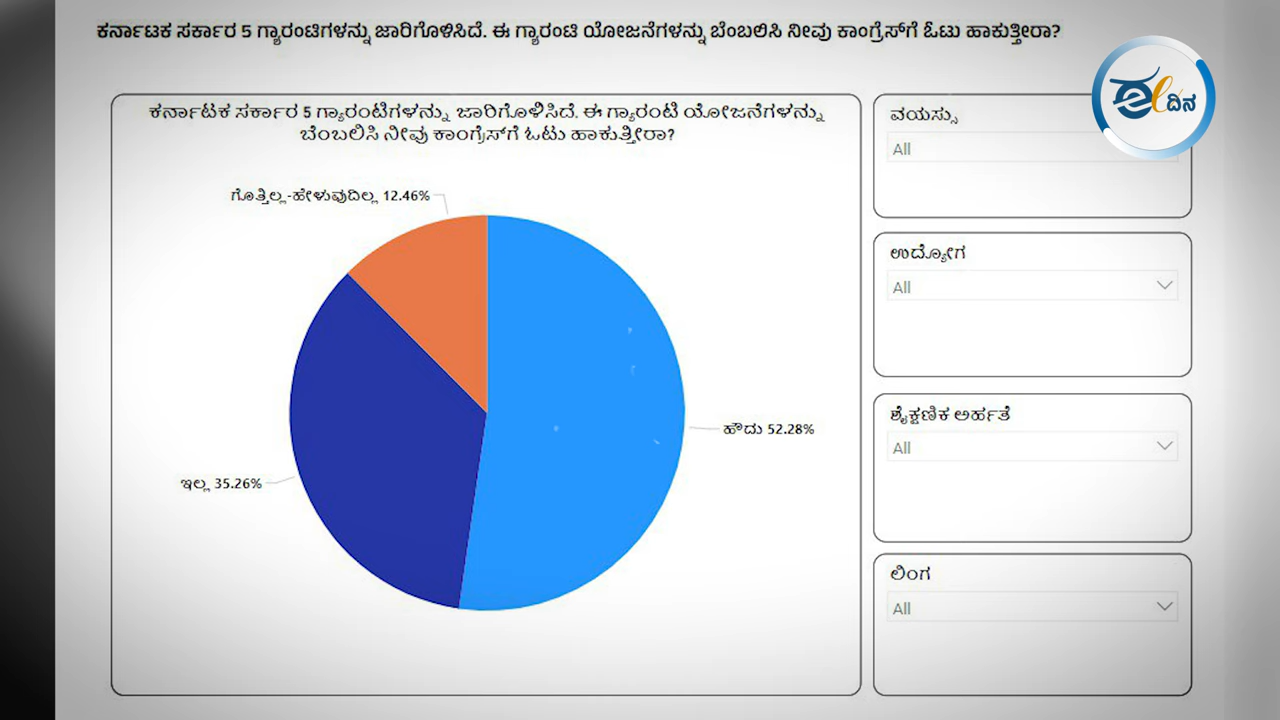 ಕರ್ನಾಟಕ ಸರ್ಕಾರ 5 ಗ್ಯಾರಂಟಿಗಳನ್ನು ಜಾರಿಗೊಳಿಸಿದೆ. ಈ ಗ್ಯಾರಂಟಿ ಯೋಜನೆಗಳನ್ನು ಬೆಂಬಲಿಸಿ ನೀವು ಕಾಂಗ್ರೆಸ್‌ಗೆ ಓಟು ಹಾಕುತ್ತೀರಾ?
ಈ ದಿನ
ಕರ್ನಾಟಕ ಸರ್ಕಾರ 5 ಗ್ಯಾರಂಟಿಗಳನ್ನು ಜಾರಿಗೊಳಿಸಿದೆ. ಈ ಗ್ಯಾರಂಟಿ ಯೋಜನೆಗಳನ್ನು
ಬೆಂಬಲಿಸಿ ನೀವು ಕಾಂಗ್ರೆಸ್‌ಗೆ ಓಟು ಹಾಕುತ್ತೀರಾ?
ಗೊತ್ತಿಲ್ಲ-ಹೇಳುವುದಿಲ್ಲ 12.46%
ಹೌದು 52.28%
ಇಲ್ಲ 35.26%
ವಯಸ್ಸು
All
ಉದ್ಯೋಗ
All
ಶೈಕ್ಷಣಿಕ ಅರ್ಹತೆ
All
ಲಿಂಗ
All